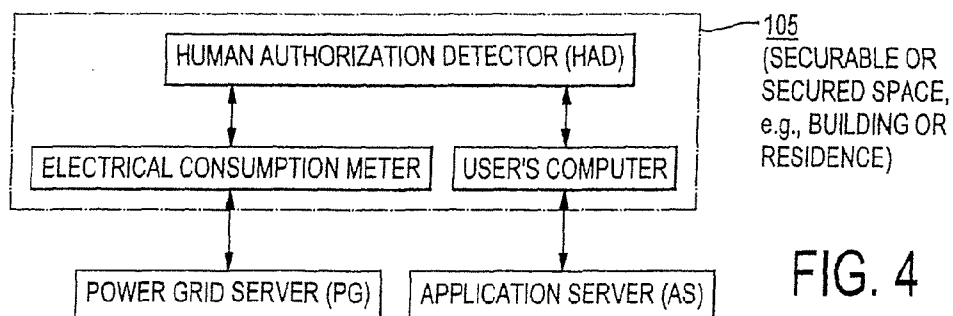 105
(SECURABLE OR
SECURED SPACE,
e.g., BUILDING OR
RESIDENCE)
HUMAN AUTHORIZATION DETECTOR (HAD)
ELECTRICAL CONSUMPTION METER
USER'S COMPUTER
POWER GRID SERVER (PG)
APPLICATION SERVER (AS)
FIG. 4